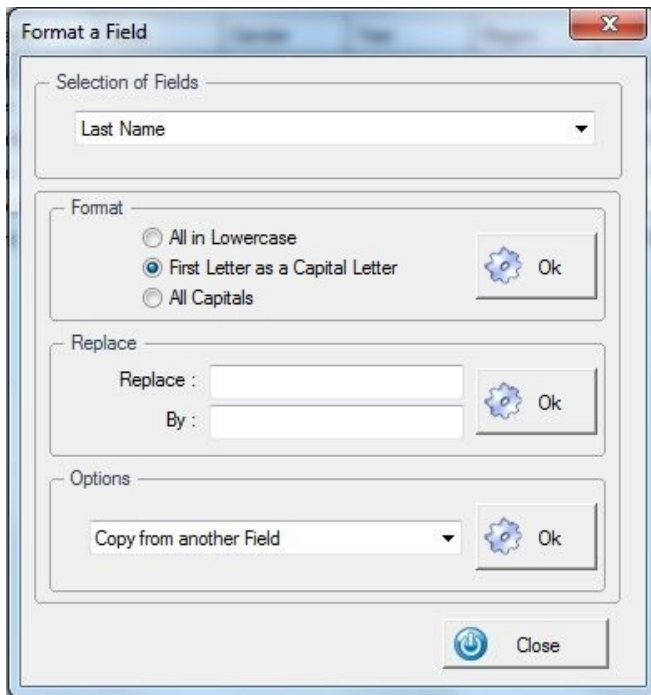 Format a Field
Selection of Fields
Last Name
Format
All in Lowercase
First Letter as a Capital Letter
All Capitals
Ok
Replace
Replace :
By :
Ok
Options
Copy from another Field
Ok
Close